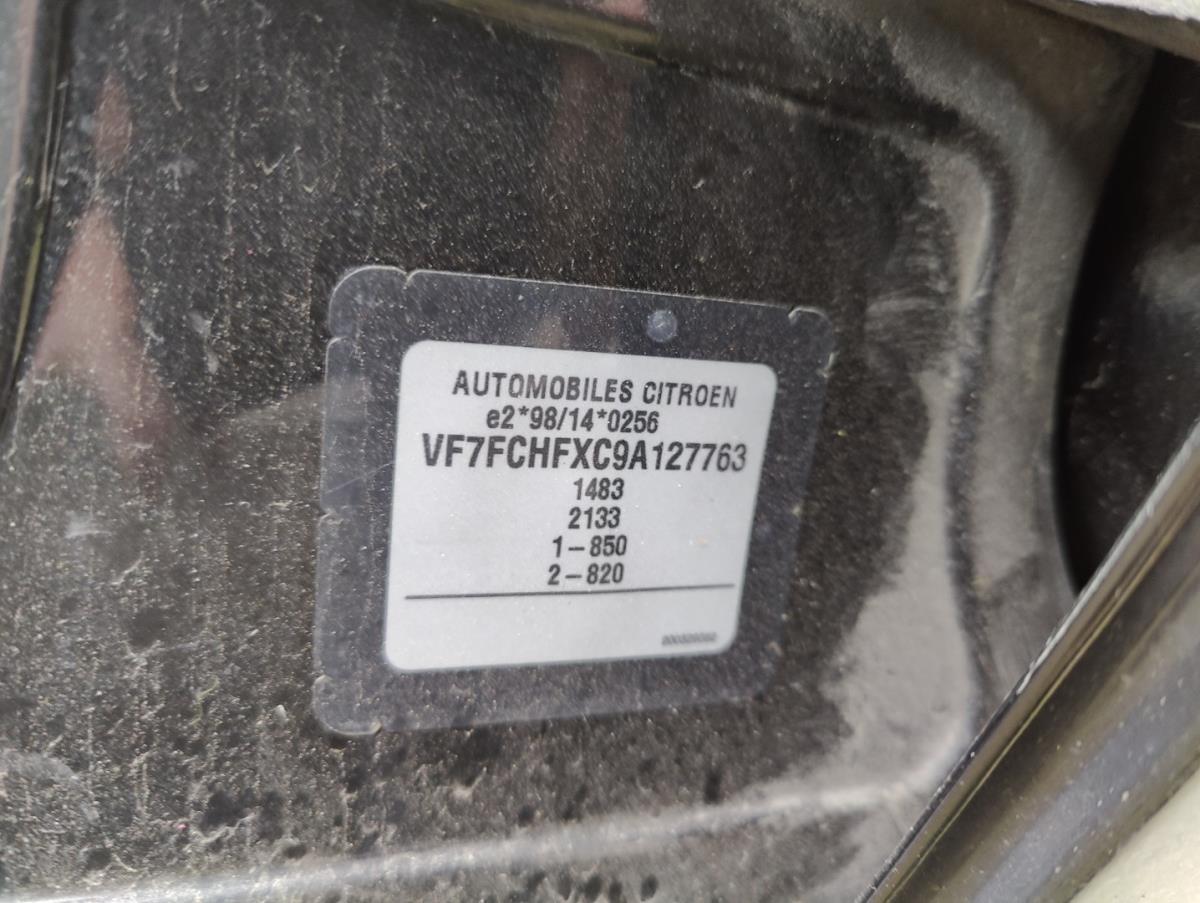 AUTOMOBILES CITROEN
e2*98/14*0256
VF7FCHFXC9A127763
1483
2133
1-850
2-820